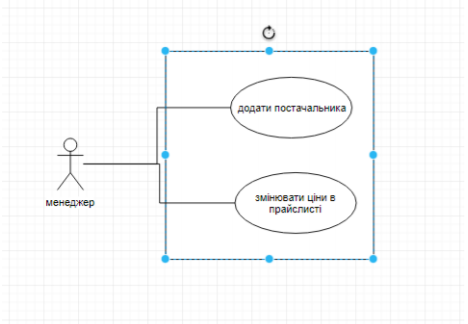 додати постачальника
змінювати ціни в
прайслисті
менеджер